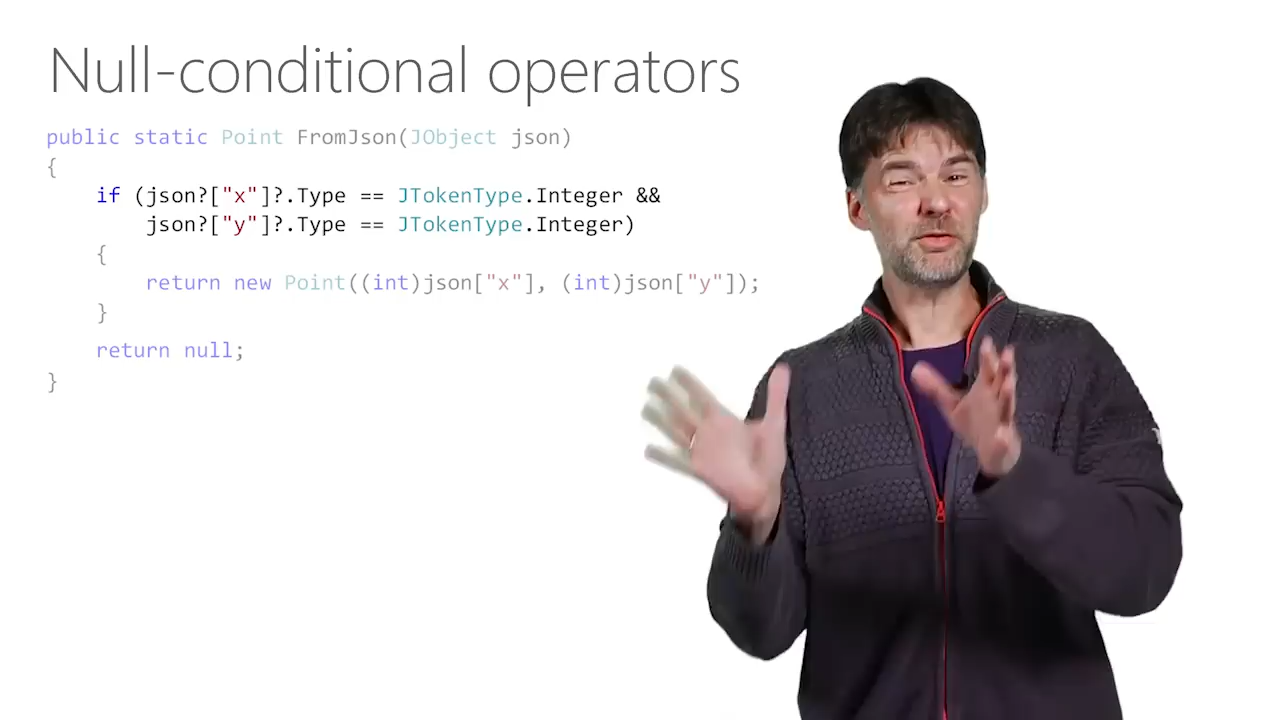 Null-conditional operators
public static Point FromJson(JObject json)
{
    if (json?["x"]?.Type == JTokenType.Integer &&
        json?["y"]?.Type == JTokenType.Integer)
    {
        return new Point((int)json["x"], (int)json["y"]);
    }
    return null;
}